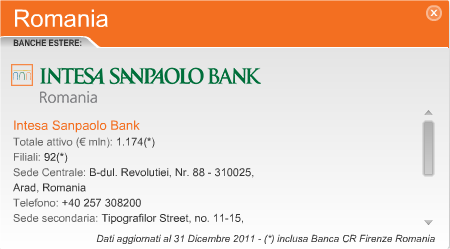 Romania
BANCHE ESTERE:
INTESA SANPAOLO BANK
Romania
Intesa Sanpaolo Bank
Totale attivo (€ mln): 1.174(*)
Filiali: 92(*)
Sede Centrale: B-dul. Revolutiei, Nr. 88 - 310025,
Arad, Romania
Telefono: +40 257 308200
Sede secondaria: Tipografilor Street, no. 11-15,
Dati aggiornati al 31 Dicembre 2011 - (*) inclusa Banca CR Firenze Romania